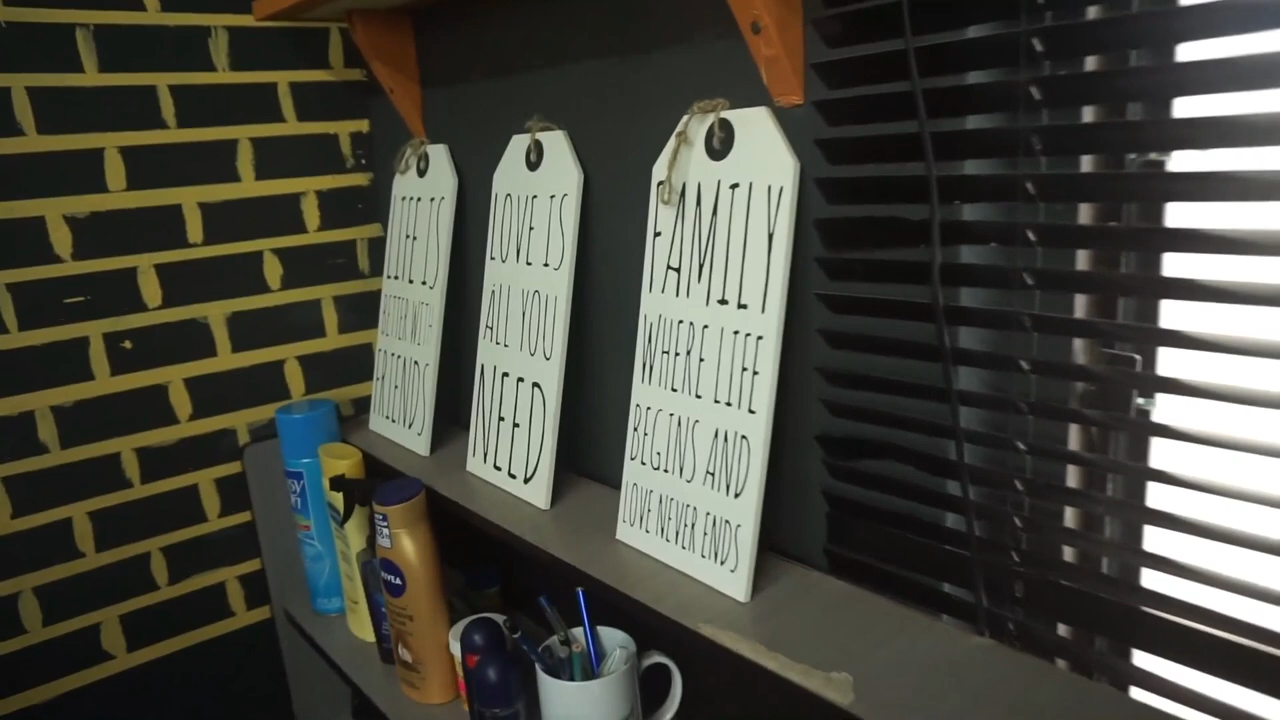 LIFE IS
BETTER WITH
FRIENDS
LOVE IS
ALL YOU
NEED
FAMILY
WHERE LIFE
BEGINS AND
LOVE NEVER ENDS
NIVEA